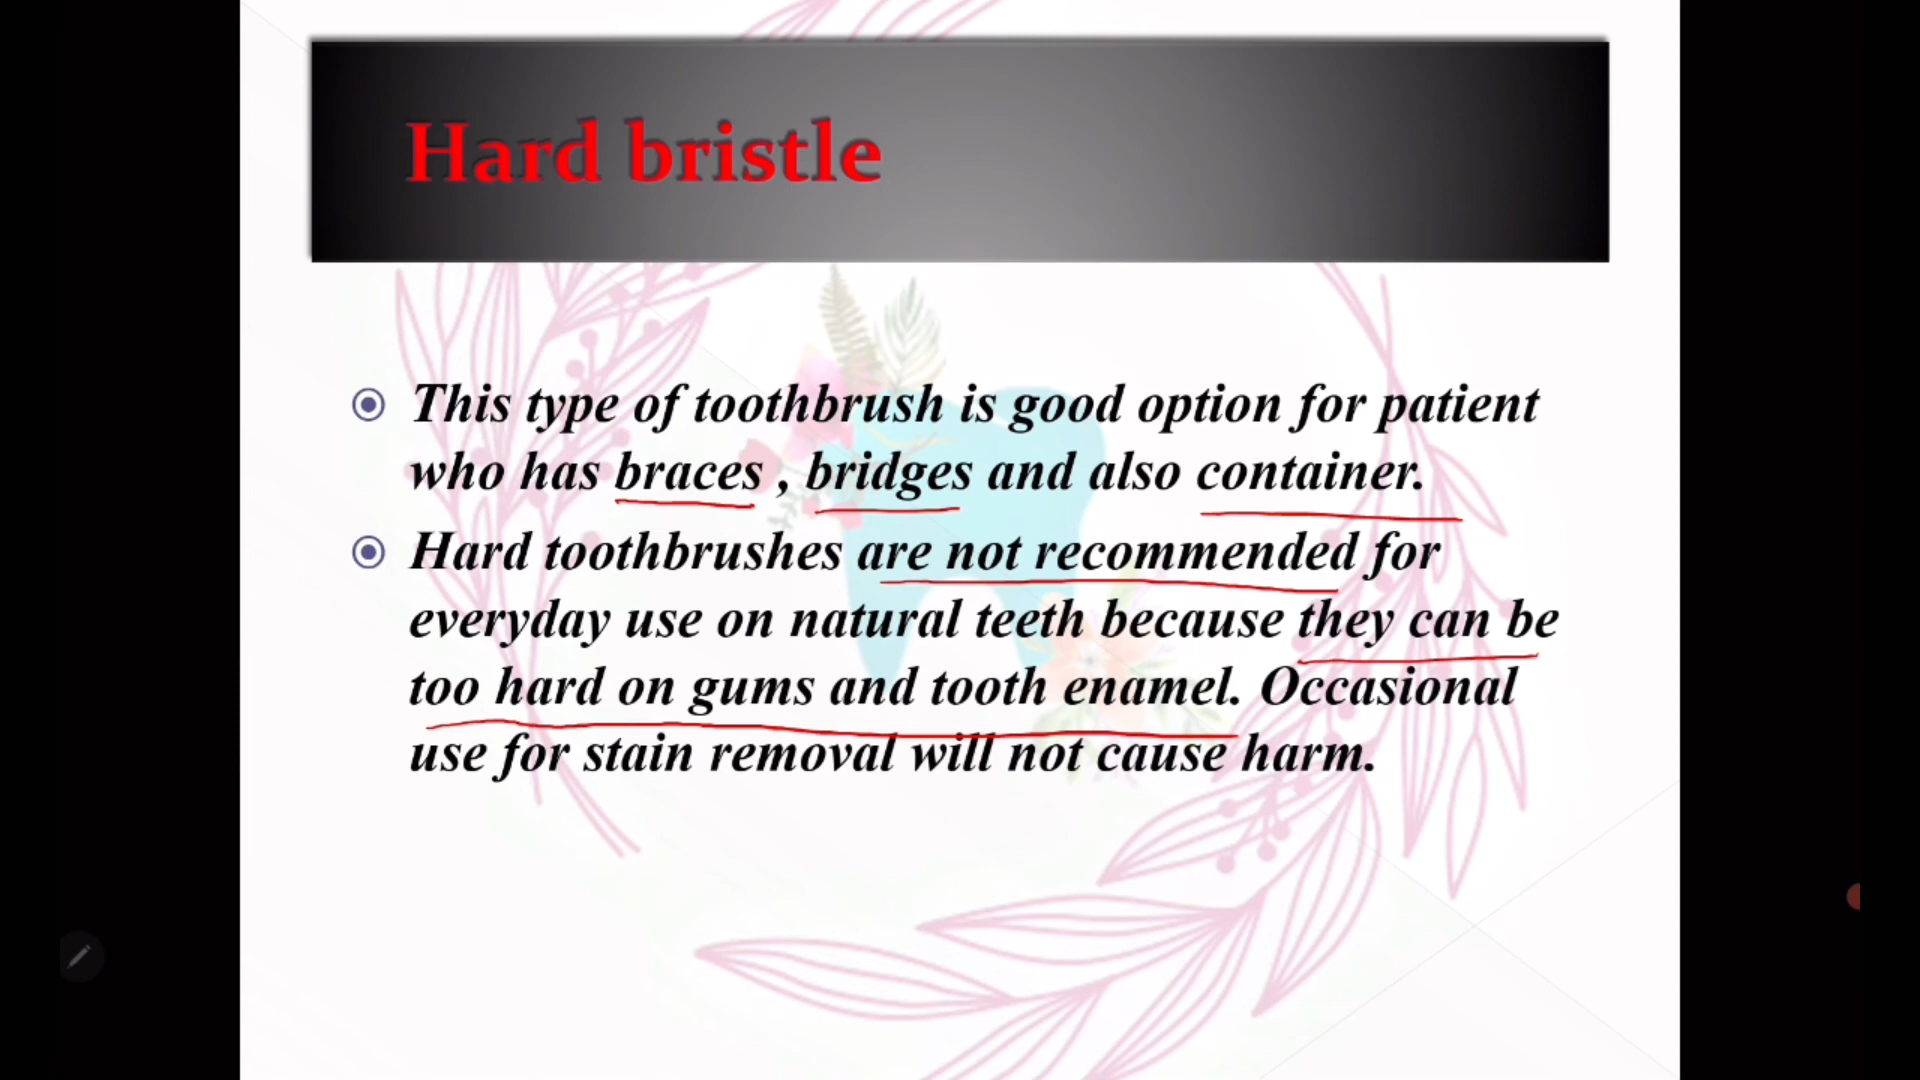 Hard bristle
This type of toothbrush is good option for patient
who has braces , bridges and also container.
Hard toothbrushes are not recommended for
everyday use on natural teeth because they can be
too hard on gums and tooth enamel. Occasional
use for stain removal will not cause harm.